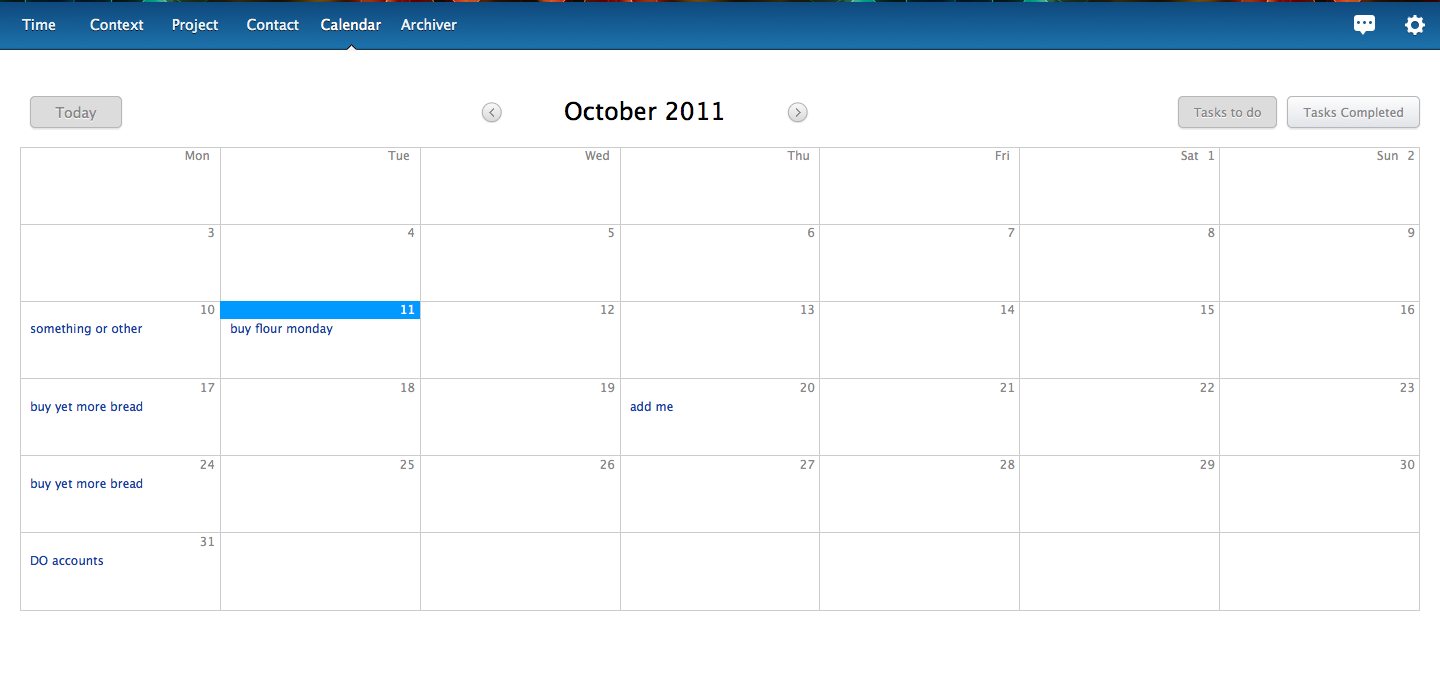 Time Context Project Contact Calendar Archiver
Today October 2011 Tasks to do Tasks Completed
Mon Tue Wed Thu Fri Sat 1 Sun 2
3 4 5 6 7 8 9
10 11 12 13 14 15 16
something or other buy flour monday
17 18 19 20 21 22 23
buy yet more bread add me
24 25 26 27 28 29 30
buy yet more bread
31
DO accounts